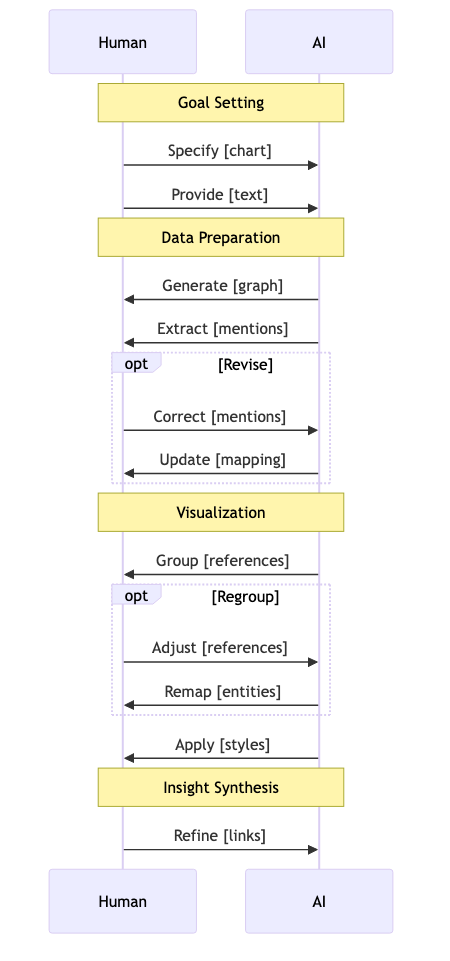 Human
AI
Goal Setting
Specify [chart]
Provide [text]
Data Preparation
Generate [graph]
Extract [mentions]
opt
[Revise]
Correct [mentions]
Update [mapping]
Visualization
Group [references]
opt
[Regroup]
Adjust [references]
Remap [entities]
Apply [styles]
Insight Synthesis
Refine [links]
Human
AI